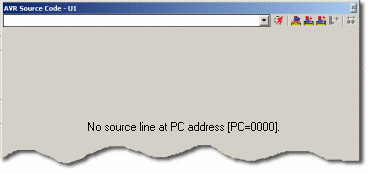 AVR Source Code - U1
No source line at PC address [PC=0000].